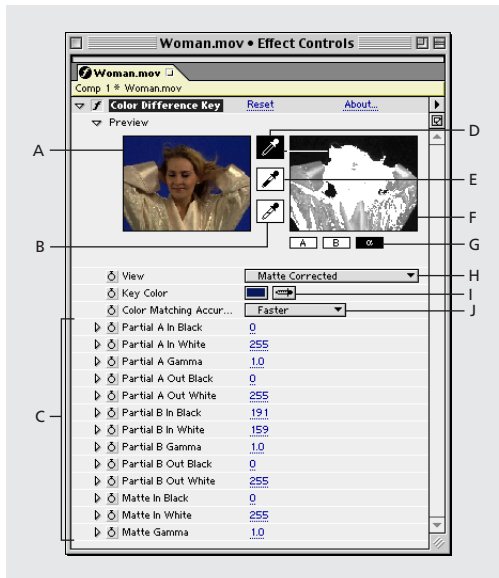 Woman.mov • Effect Controls
Woman.mov
Comp 1 * Woman.mov
Color Difference Key Reset About...
Preview
A
D
E
B
F
A B α G
View Matte Corrected H
Key Color I
Color Matching Accur... Faster J
Partial A In Black 0
Partial A In White 255
Partial A Gamma 1.0
Partial A Out Black 0
Partial A Out White 255
C
Partial B In Black 191
Partial B In White 159
Partial B Gamma 1.0
Partial B Out Black 0
Partial B Out White 255
Matte In Black 0
Matte In White 255
Matte Gamma 1.0